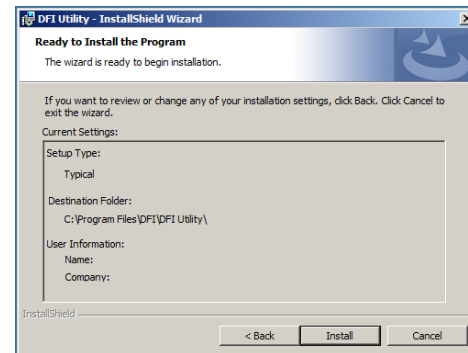 DFI Utility - InstallShield Wizard
Ready to Install the Program
The wizard is ready to begin installation.
If you want to review or change any of your installation settings, click Back. Click Cancel to
exit the wizard.
Current Settings:
Setup Type:
Typical
Destination Folder:
C:\Program Files\DFI\DFI Utility\
User Information:
Name:
Company:
InstallShield
< Back
Install
Cancel